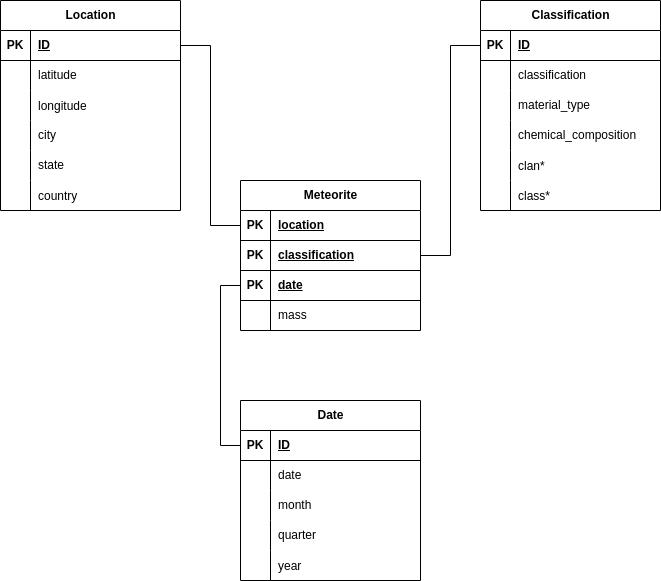 Location
PK ID
latitude
longitude
city
state
country
Classification
PK ID
classification
material_type
chemical_composition
clan*
class*
Meteorite
PK location
PK classification
PK date
mass
Date
PK ID
date
month
quarter
year